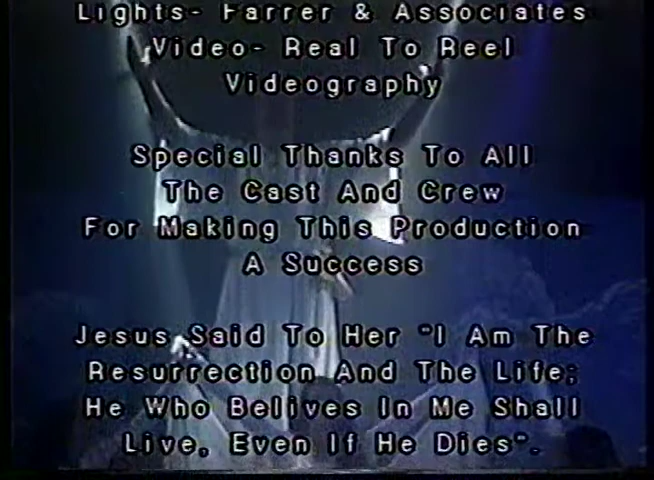 Lights- Farrer & Associates
Video- Real To Reel
Videography
Special Thanks To All
The Cast And Crew
For Making This Production
A Success
Jesus Said To Her "I Am The
Resurrection And The Life;
He Who Belives In Me Shall
Live, Even If He Dies".